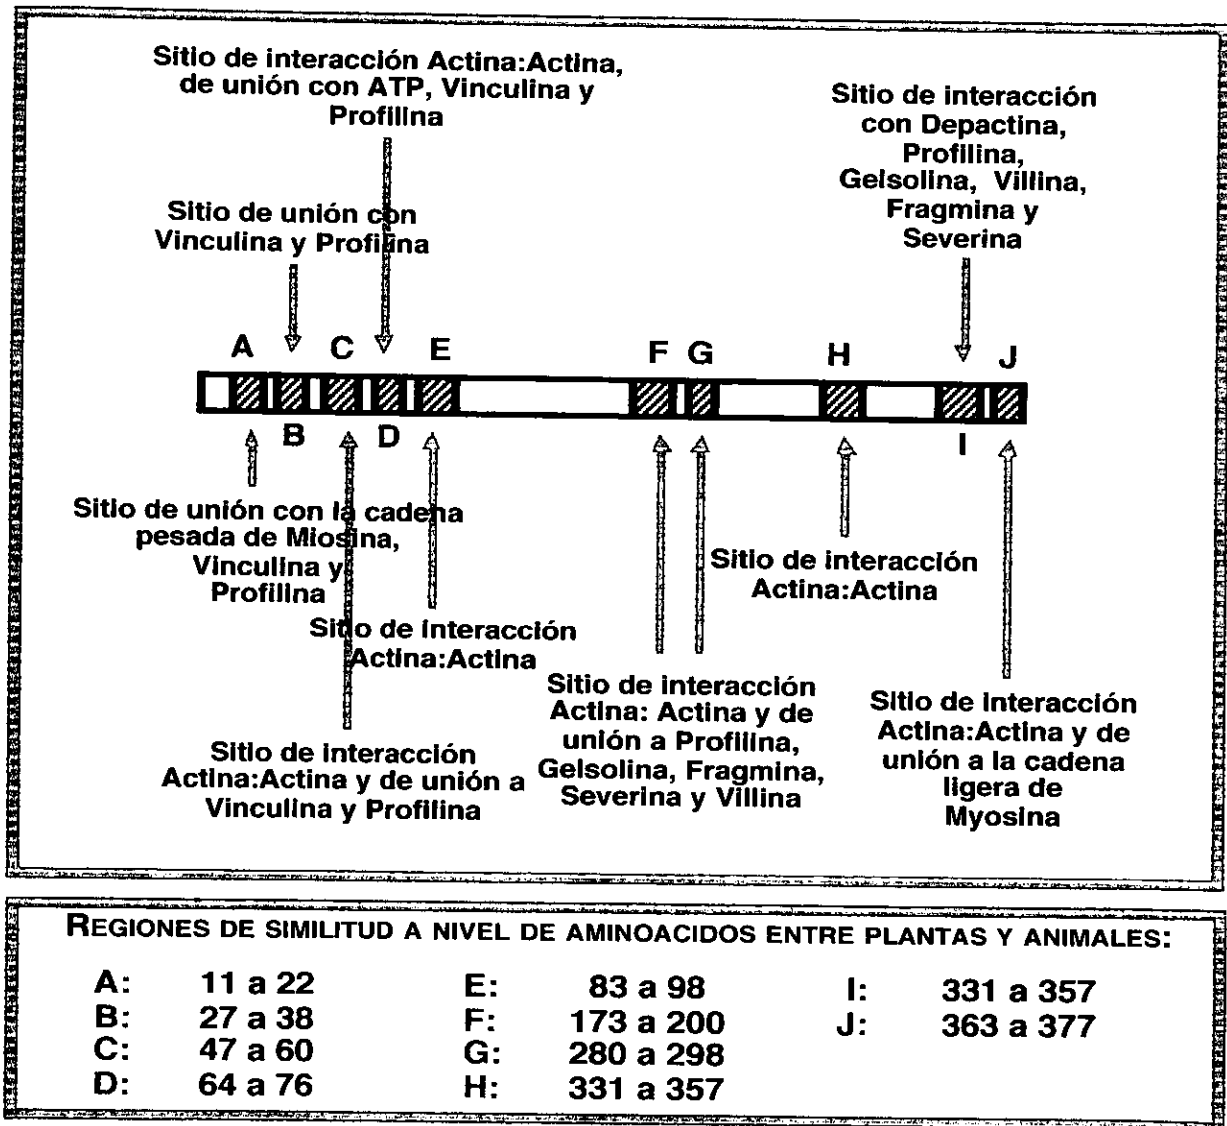 Sitio de interacción Actina:Actina,
de unión con ATP, Vinculina y
Profilina
Sitio de interacción
con Depactina,
Profilina,
Gelsolina, Villina,
Fragmina y
Severina
Sitio de unión con
Vinculina y Profilina
A
C
E
F
G
H
J
B
D
I
Sitio de unión con la cadena
pesada de Miosina,
Vinculina y
Profilina
Sitio de interacción
Actina:Actina
Sitio de interacción
Actina:Actina
Sitio de interacción
Actina:Actina y de unión a
Vinculina y Profilina
Sitio de interacción
Actina: Actina y de
unión a Profilina,
Gelsolina, Fragmina,
Severina y Villina
Sitio de interacción
Actina:Actina y de
unión a la cadena
ligera de
Myosina
REGIONES DE SIMILITUD A NIVEL DE AMINOACIDOS ENTRE PLANTAS Y ANIMALES:
A: 11 a 22 E: 83 a 98 I: 331 a 357
B: 27 a 38 F: 173 a 200 J: 363 a 377
C: 47 a 60 G: 280 a 298
D: 64 a 76 H: 331 a 357